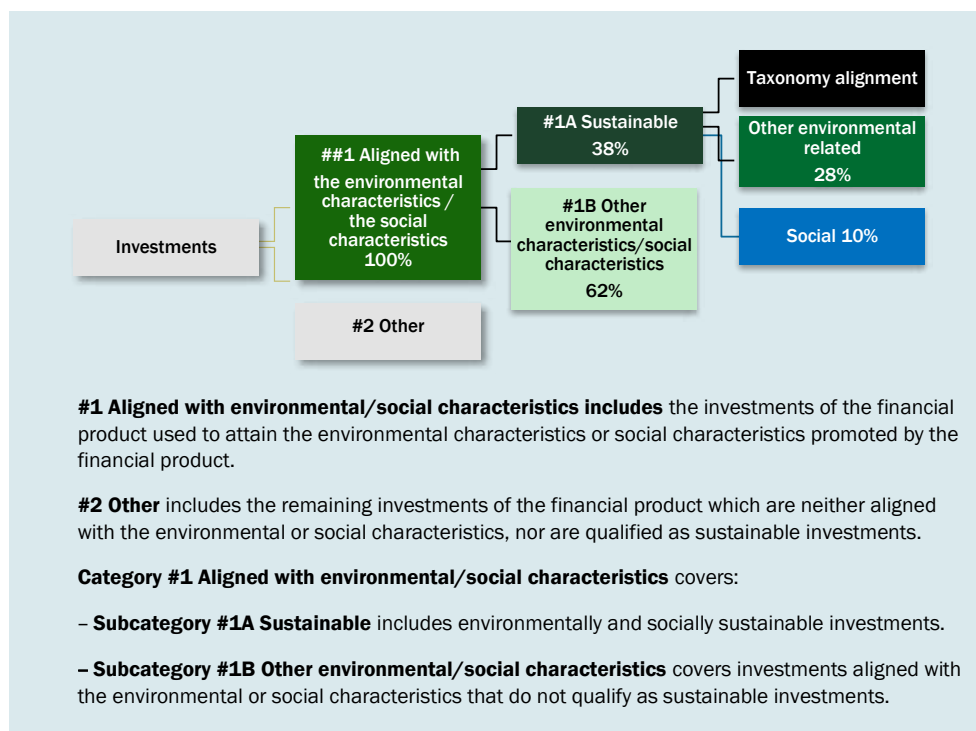 Investments
##1 Aligned with
the environmental
characteristics /
the social
characteristics
100%
#2 Other
#1A Sustainable
38%
#1B Other
environmental
characteristics/social
characteristics
62%
Taxonomy alignment
Other environmental
related
28%
Social 10%
#1 Aligned with environmental/social characteristics includes the investments of the financial
product used to attain the environmental characteristics or social characteristics promoted by the
financial product.
#2 Other includes the remaining investments of the financial product which are neither aligned
with the environmental or social characteristics, nor are qualified as sustainable investments.
Category #1 Aligned with environmental/social characteristics covers:
– Subcategory #1A Sustainable includes environmentally and socially sustainable investments.
– Subcategory #1B Other environmental/social characteristics covers investments aligned with
the environmental or social characteristics that do not qualify as sustainable investments.